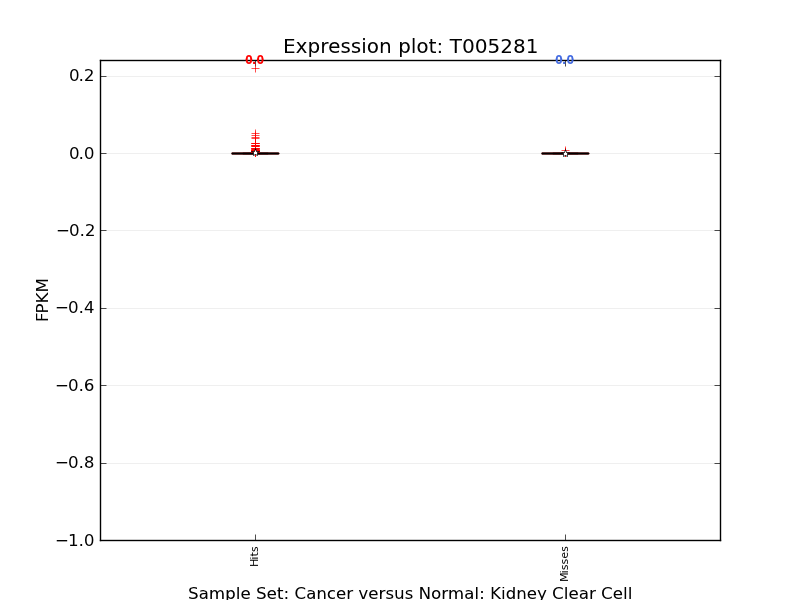 Expression plot: T005281
0.0
0.0
0.2
0.0
−0.2
−0.4
−0.6
−0.8
−1.0
FPKM
Hits
Misses
Sample Set: Cancer versus Normal: Kidney Clear Cell